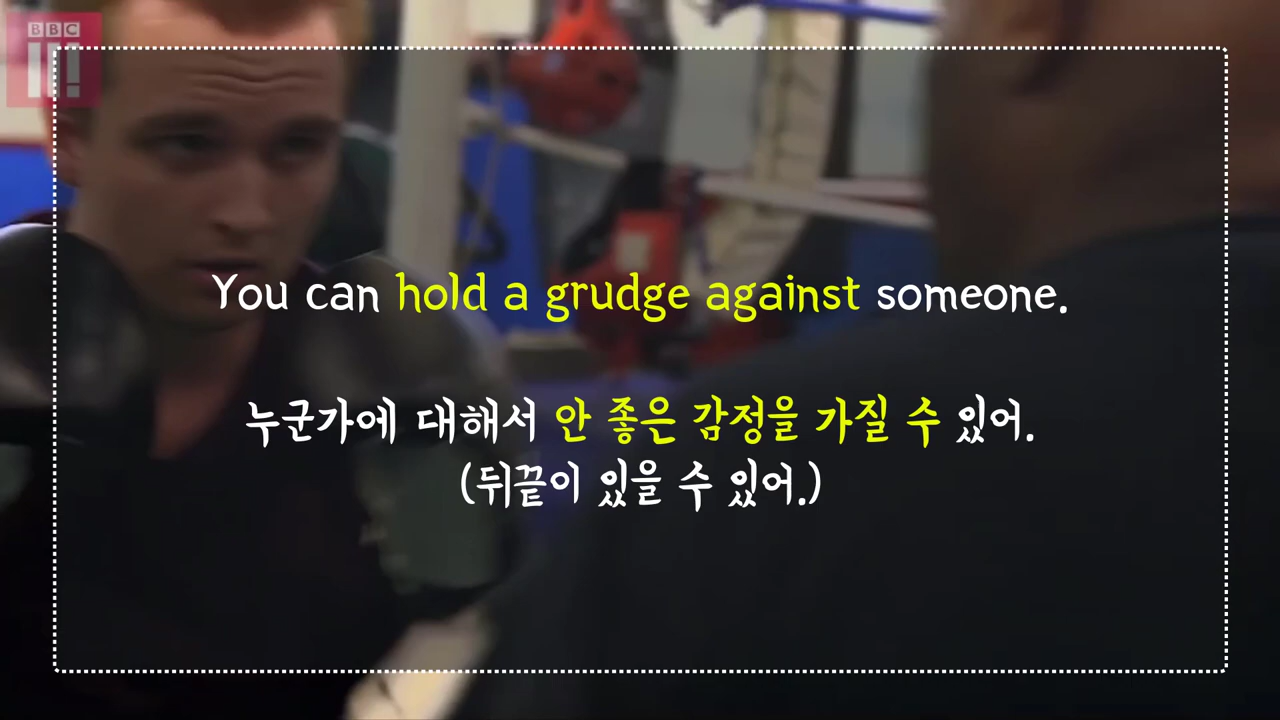 BBC
You can hold a grudge against someone.
누군가에 대해서 안 좋은 감정을 가질 수 있어.
(뒤끝이 있을 수 있어.)